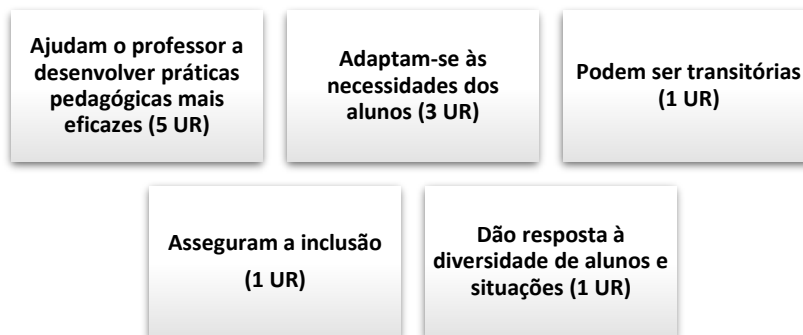 Ajudam o professor a
desenvolver práticas
pedagógicas mais
eficazes (5 UR)
Adaptam-se às
necessidades dos
alunos (3 UR)
Podem ser transitórias
(1 UR)
Asseguram a inclusão
(1 UR)
Dão resposta à
diversidade de alunos e
situações (1 UR)